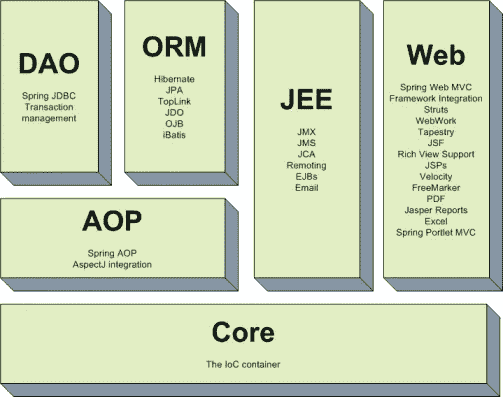 DAO
Spring JDBC
Transaction
management
ORM
Hibernate
JPA
TopLink
JDO
OJB
iBatis
JEE
JMX
JMS
JCA
Remoting
EJBs
Email
Web
Spring Web MVC
Framework Integration
Struts
WebWork
Tapestry
JSF
Rich View Support
JSPs
Velocity
FreeMarker
PDF
Jasper Reports
Excel
Spring Portlet MVC
AOP
Spring AOP
AspectJ integration
Core
The IoC container